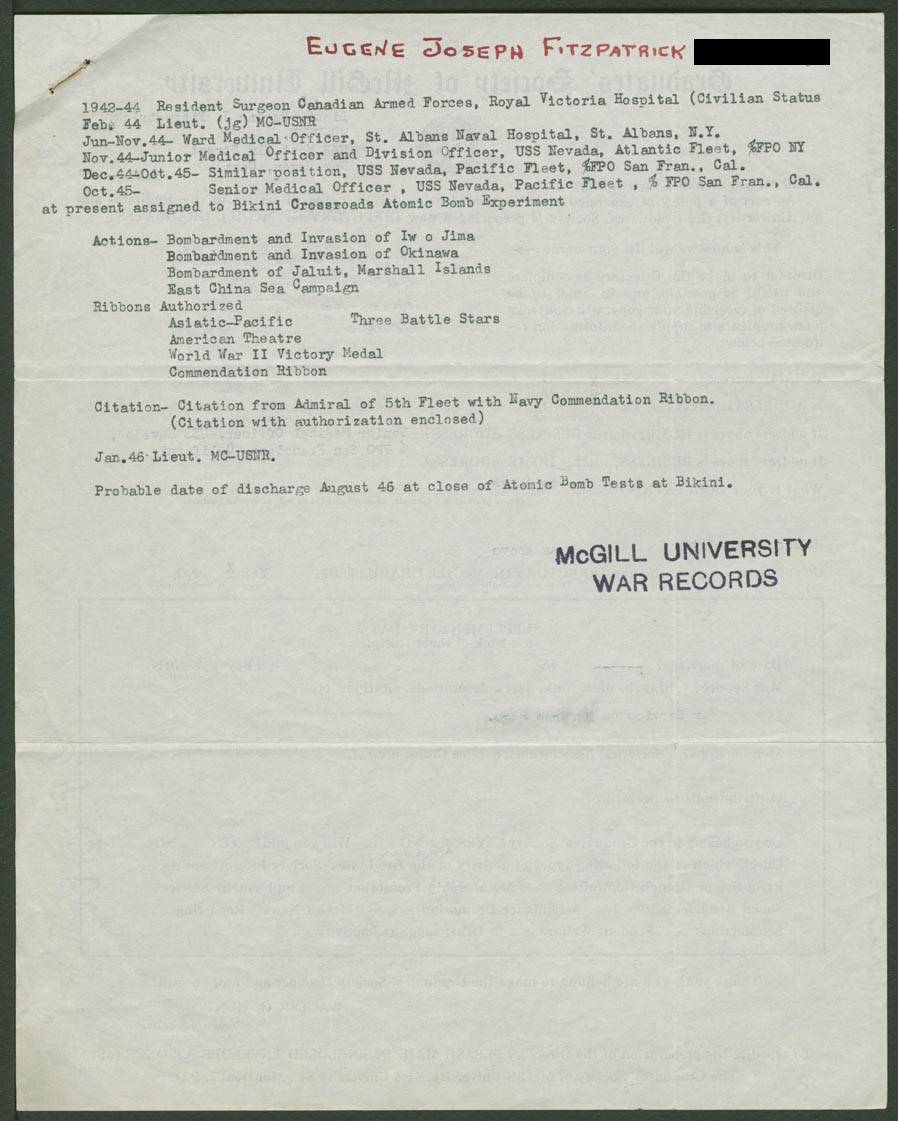 EUGENE JOSEPH FITZPATRICK
1942-44 Resident Surgeon Canadian Armed Forces, Royal Victoria Hospital (Civilian Status
Feb. 44 Lieut. (jg) MC-USNR
Jun-Nov.44- Ward Medical Officer, St. Albans Naval Hospital, St. Albans, N.Y.
Nov.44-Junior Medical Officer and Division Officer, USS Nevada, Atlantic Fleet, %FPO NY
Dec.44-Oct.45- Similar position, USS Nevada, Pacific Fleet, %FPO San Fran., Cal.
Oct.45- Senior Medical Officer , USS Nevada, Pacific Fleet , % FPO San Fran., Cal.
at present assigned to Bikini Crossroads Atomic Bomb Experiment
Actions- Bombardment and Invasion of Iw o Jima
Bombardment and Invasion of Okinawa
Bombardment of Jaluit, Marshall Islands
East China Sea Campaign
Ribbons Authorized
Asiatic-Pacific Three Battle Stars
American Theatre
World War II Victory Medal
Commendation Ribbon
Citation- Citation from Admiral of 5th Fleet with Navy Commendation Ribbon.
(Citation with authorization enclosed)
Jan.46 Lieut. MC-USNR.
Probable date of discharge August 46 at close of Atomic Bomb Tests at Bikini.
McGILL UNIVERSITY
WAR RECORDS